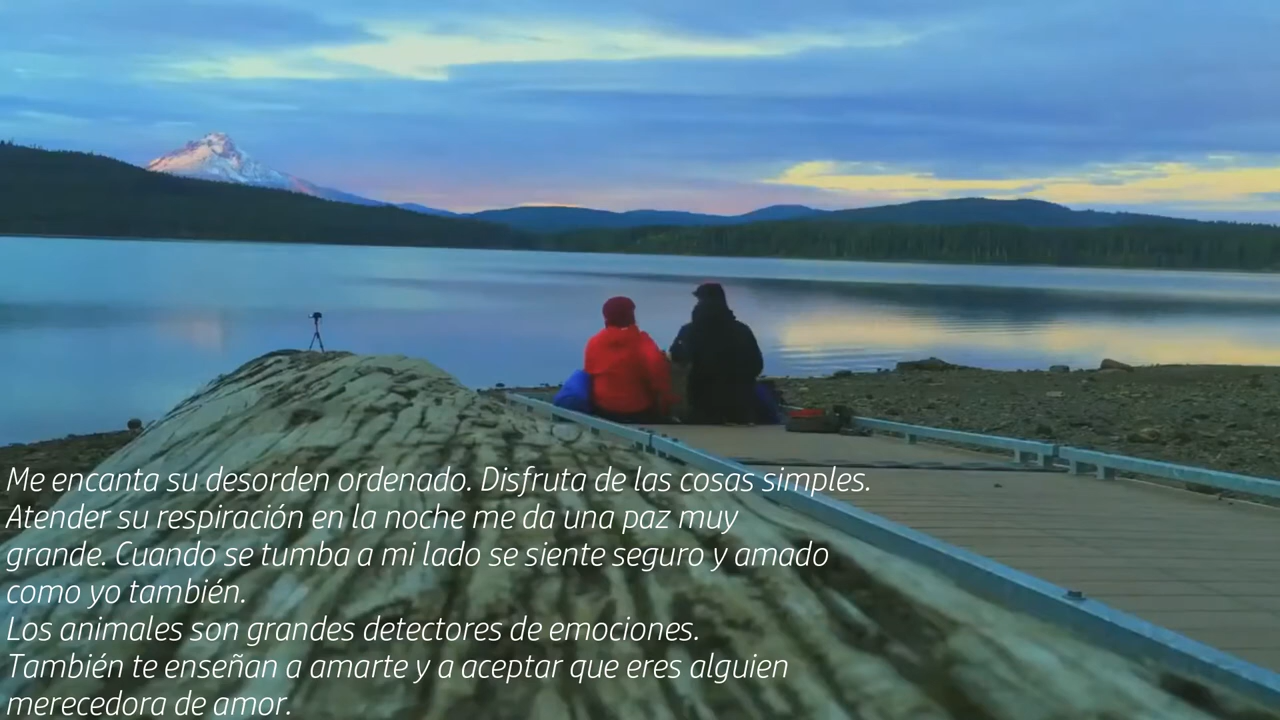 Me encanta su desorden ordenado. Disfruta de las cosas simples.
Atender su respiración en la noche me da una paz muy
grande. Cuando se tumba a mi lado se siente seguro y amado
como yo también.
Los animales son grandes detectores de emociones.
También te enseñan a amarte y a aceptar que eres alguien
merecedora de amor.